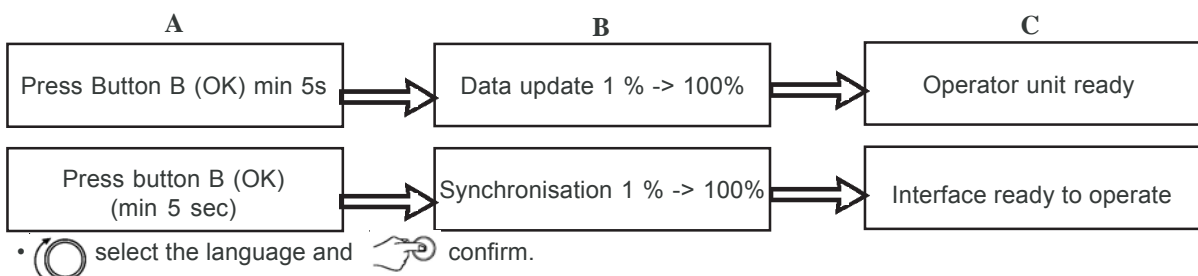 A B C
Press Button B (OK) min 5s Data update 1 % -> 100% Operator unit ready
Press button B (OK)
(min 5 sec) Synchronisation 1 % -> 100% Interface ready to operate
• select the language and confirm.